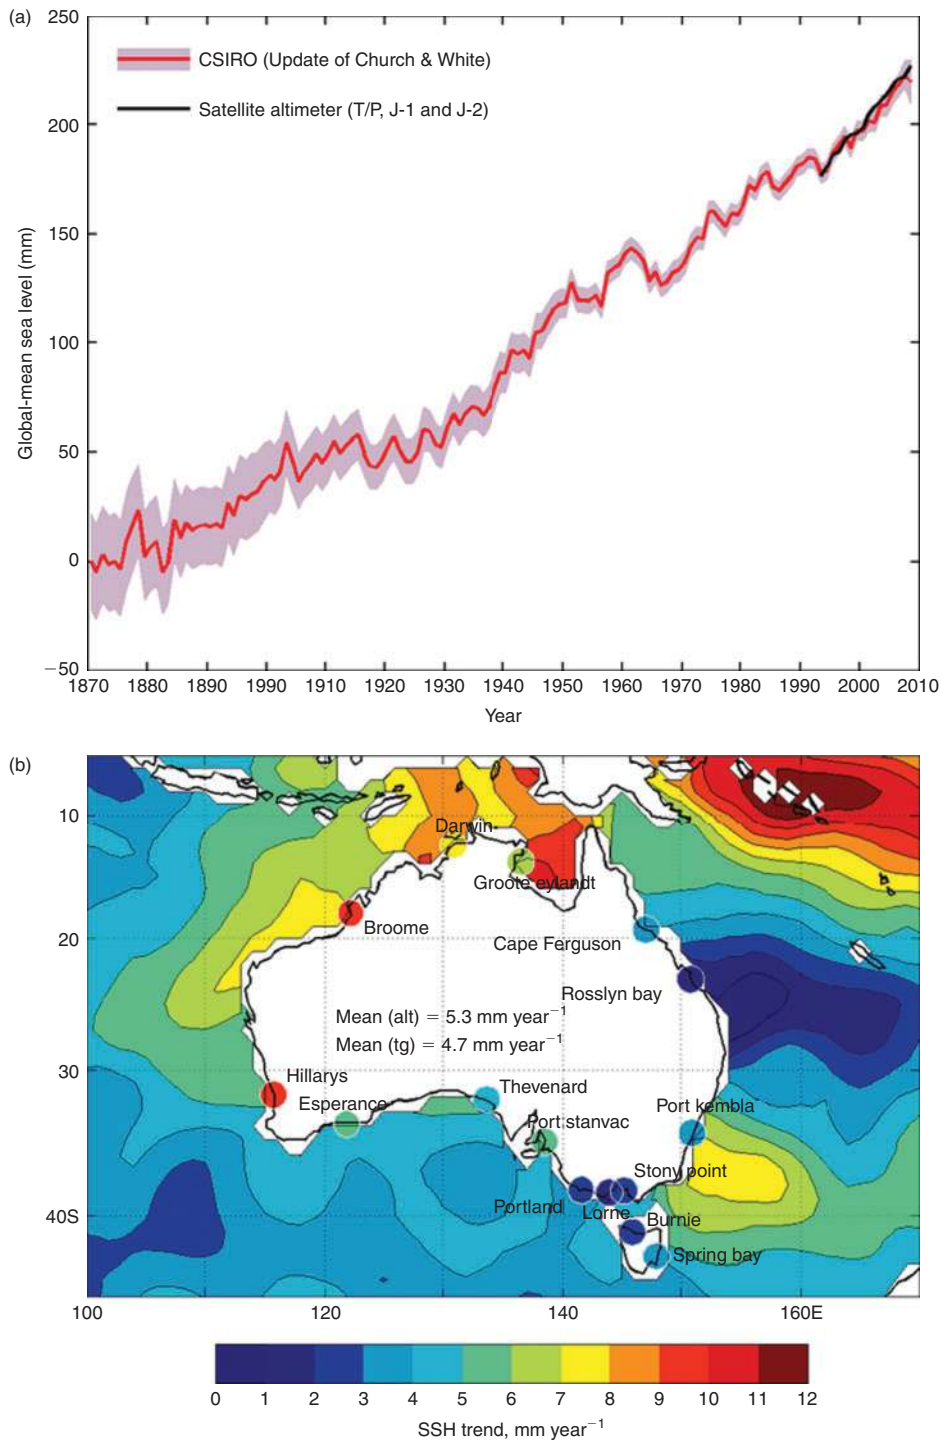 (a)
250
200
150
100
50
0
−50
Global-mean sea level (mm)
CSIRO (Update of Church & White)
Satellite altimeter (T/P, J-1 and J-2)
1870 1880 1890 1990 1910 1920 1930 1940 1950 1960 1970 1980 1990 2000 2010
Year
(b)
10
20
30
40S
Darwin
Groote eylandt
Broome
Cape Ferguson
Rosslyn bay
Mean (alt) = 5.3 mm year⁻¹
Mean (tg) = 4.7 mm year⁻¹
Hillarys
Thevenard
Esperance
Port kembla
Port stanvac
Stony point
Portland
Lorne
Burnie
Spring bay
100 120 140 160E
0 1 2 3 4 5 6 7 8 9 10 11 12
SSH trend, mm year⁻¹